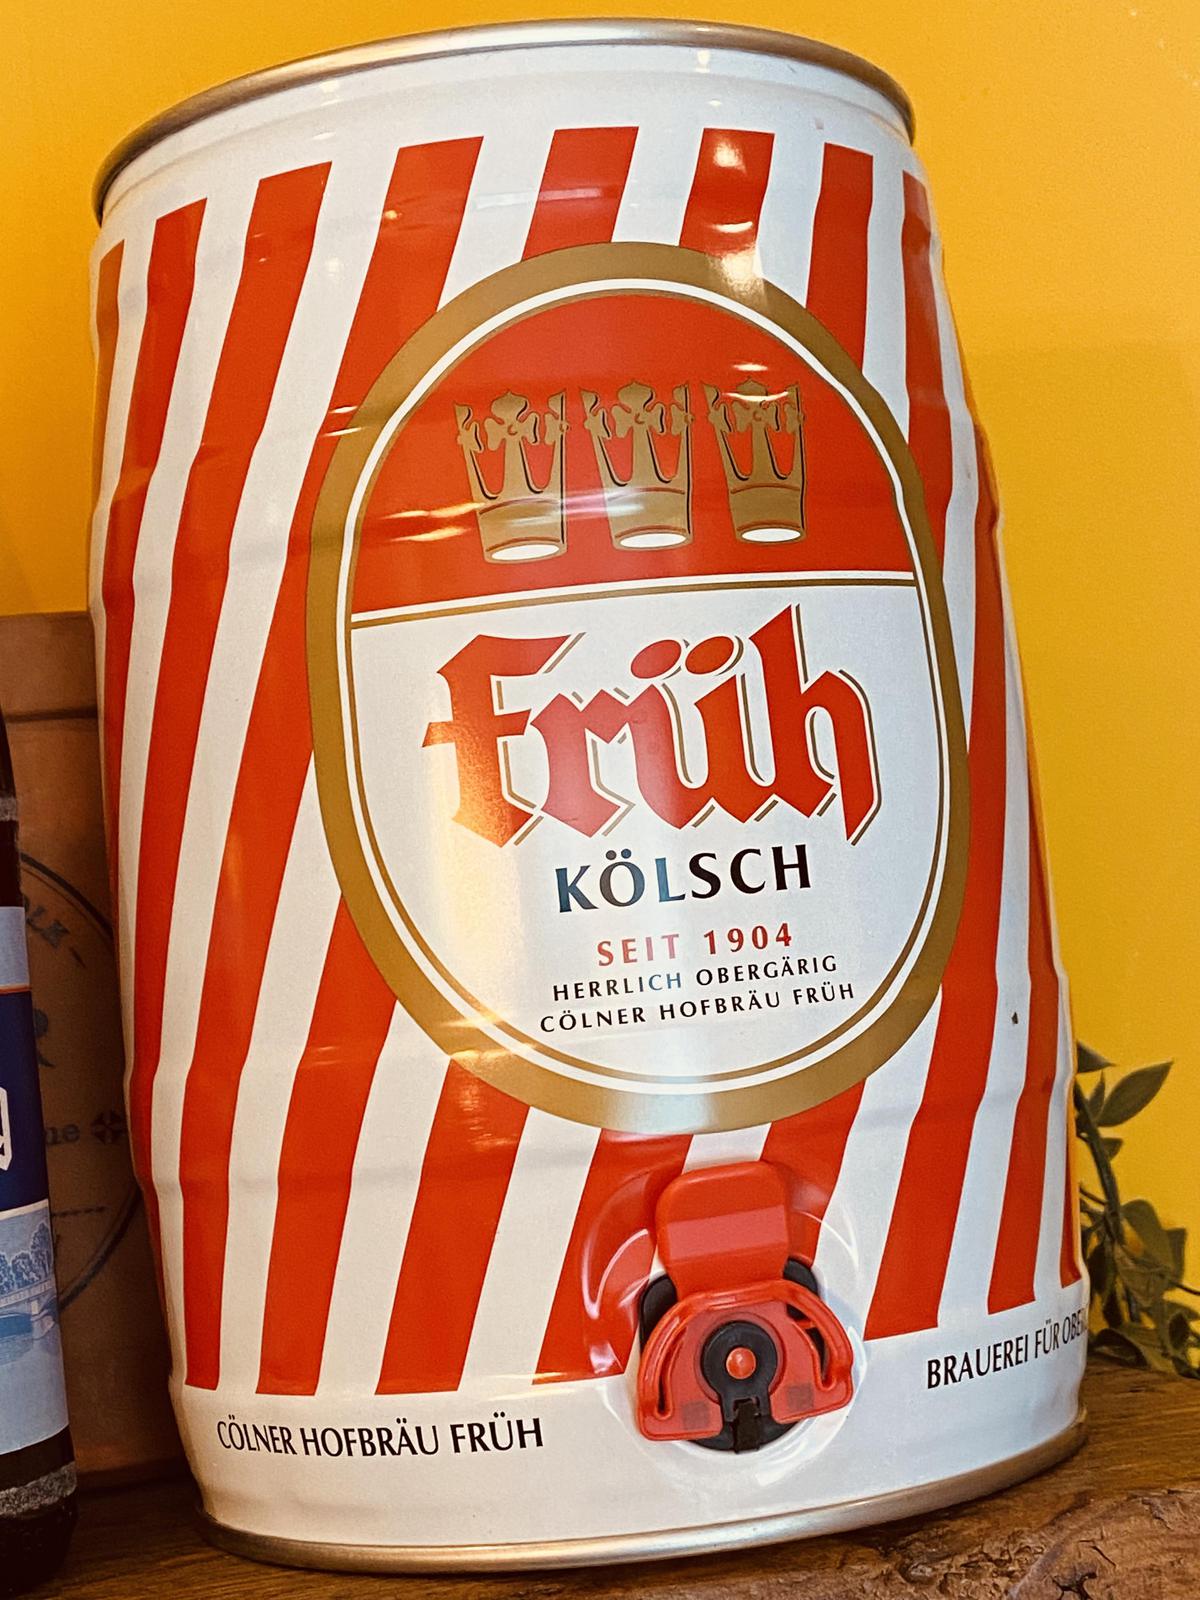 Früh
KÖLSCH
SEIT 1904
HERRLICH OBERGÄRIG
CÖLNER HOFBRÄU FRÜH
CÖLNER HOFBRÄU FRÜH
BRAUEREI FÜR